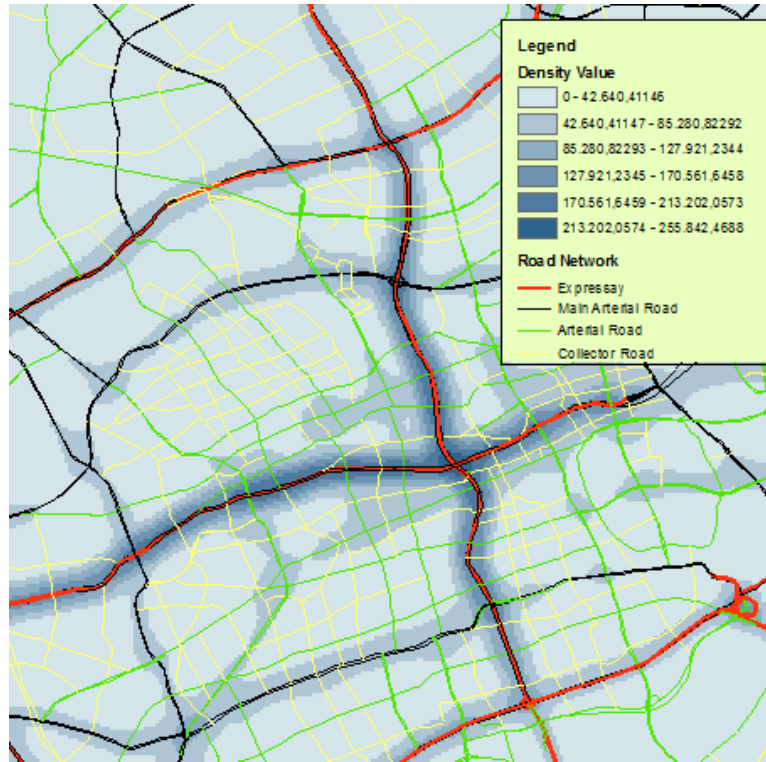 Legend
Density Value
0 - 42.640,41146
42.640,41147 - 85.280,82292
85.280,82293 - 127.921,2344
127.921,2345 - 170.561,6458
170.561,6459 - 213.202,0573
213.202,0574 - 255.842,4688
Road Network
Expressay
Main Arterial Road
Arterial Road
Collector Road